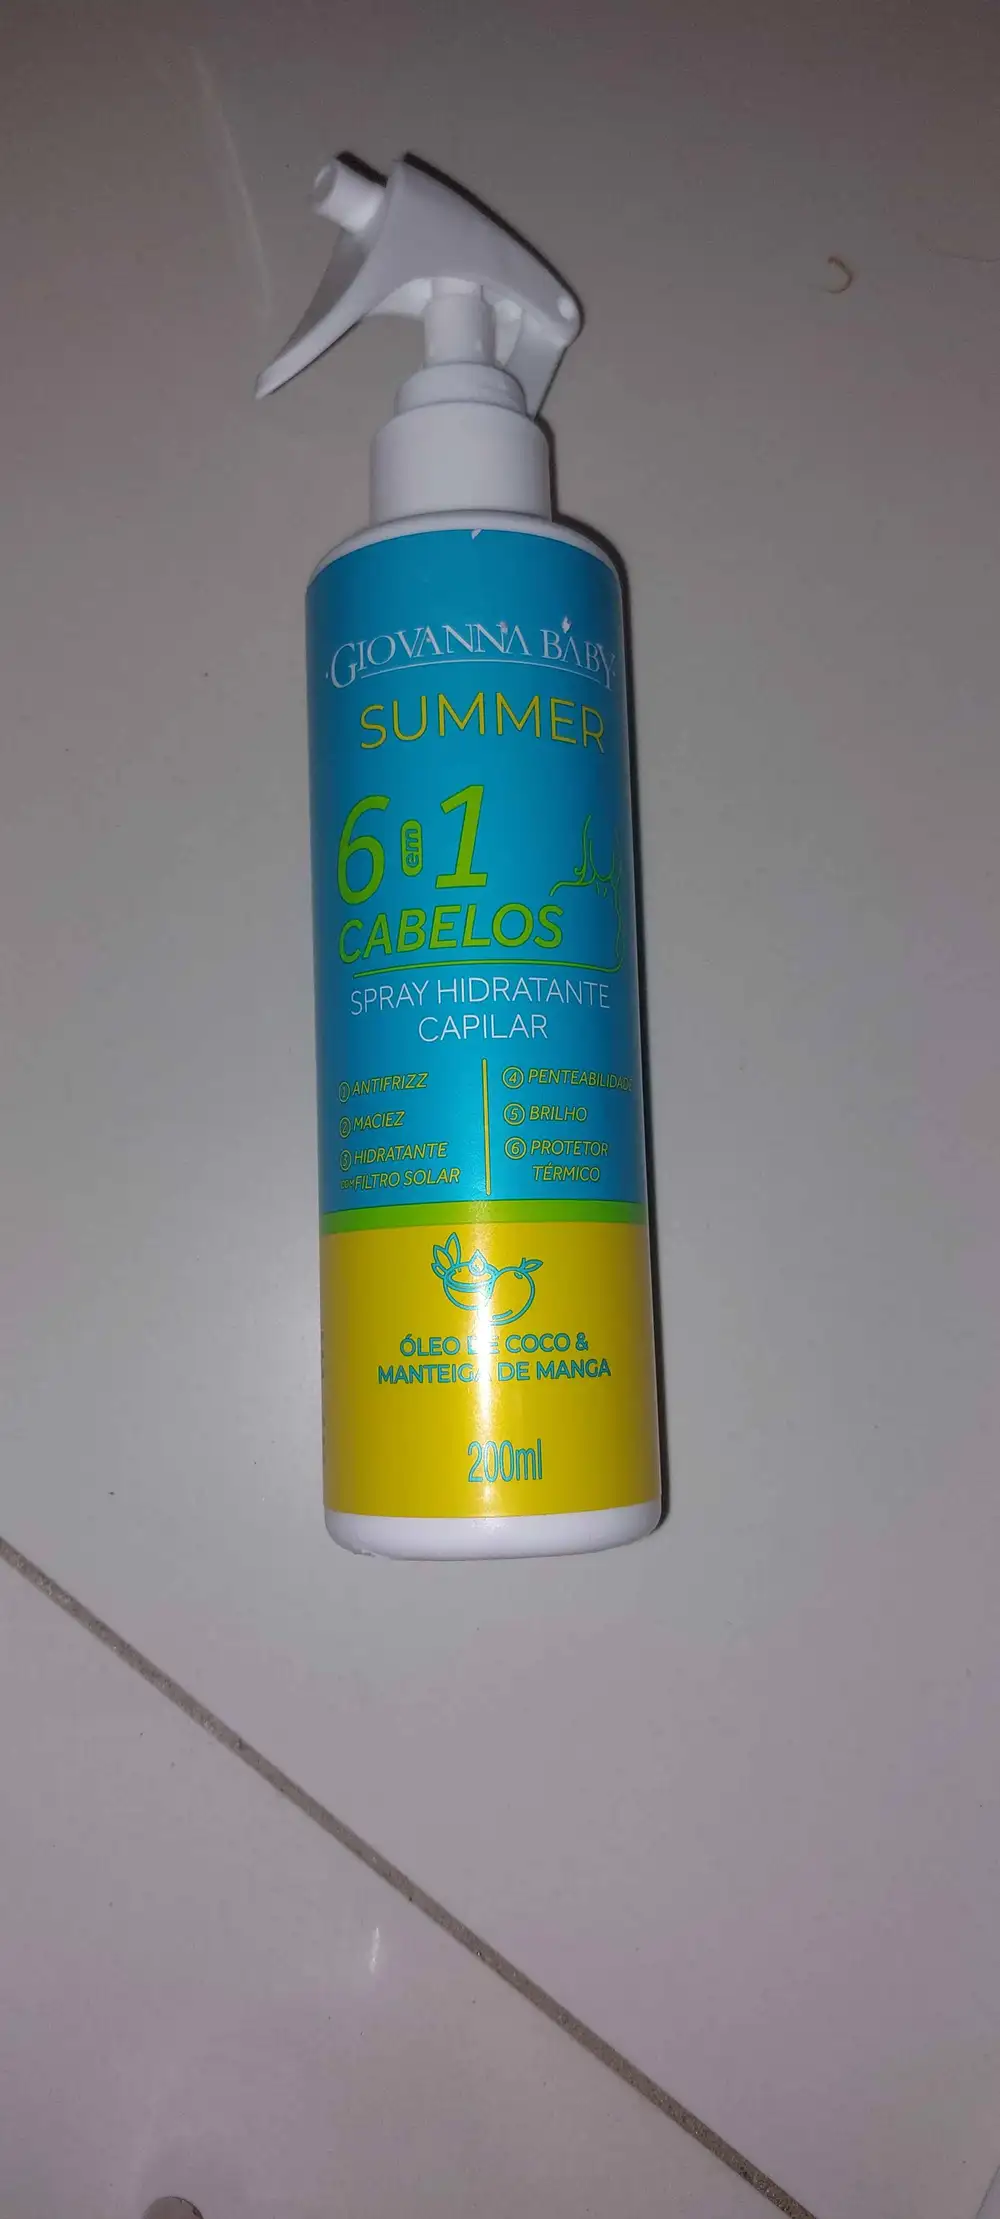 GIOVANNA BABY
SUMMER
6 em 1
CABELOS
SPRAY HIDRATANTE
CAPILAR
1 ANTIFRIZZ
2 MACIEZ
3 HIDRATANTE
COM FILTRO SOLAR
4 PENTEABILIDADE
5 BRILHO
6 PROTETOR
TÉRMICO
ÓLEO DE COCO &
MANTEIGA DE MANGA
200ml